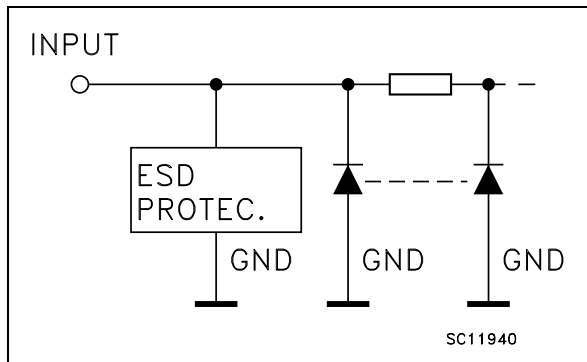 INPUT
ESD
PROTEC.
GND
GND
GND
SC11940